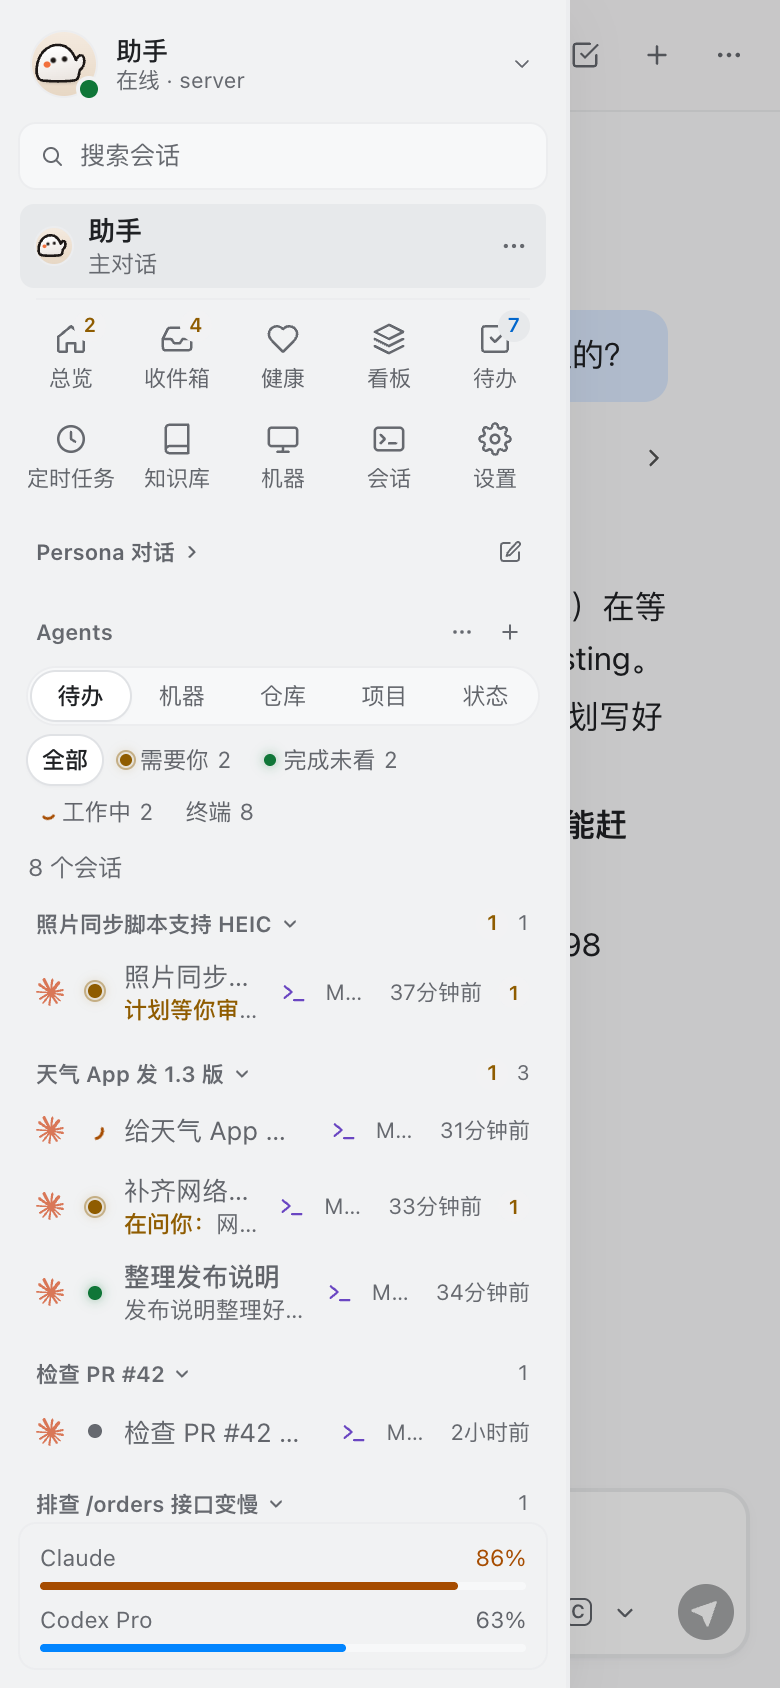 助手
在线 · server
搜索会话
助手
主对话
2
4
7
总览
收件箱
健康
看板
待办
定时任务
知识库
机器
会话
设置
Persona 对话
Agents
待办
机器
仓库
项目
状态
全部
需要你 2
完成未看 2
工作中 2
终端 8
8 个会话
照片同步脚本支持 HEIC
1 1
照片同步...
M...
37分钟前
1
计划等你审...
天气 App 发 1.3 版
1 3
给天气 App ...
M...
31分钟前
补齐网络...
M...
33分钟前
1
在问你：网...
整理发布说明
M...
34分钟前
发布说明整理好...
检查 PR #42
1
检查 PR #42 ...
M...
2小时前
排查 /orders 接口变慢
1
Claude
86%
Codex Pro
63%
的?
）在等
sting。
划写好
能赶
98
C